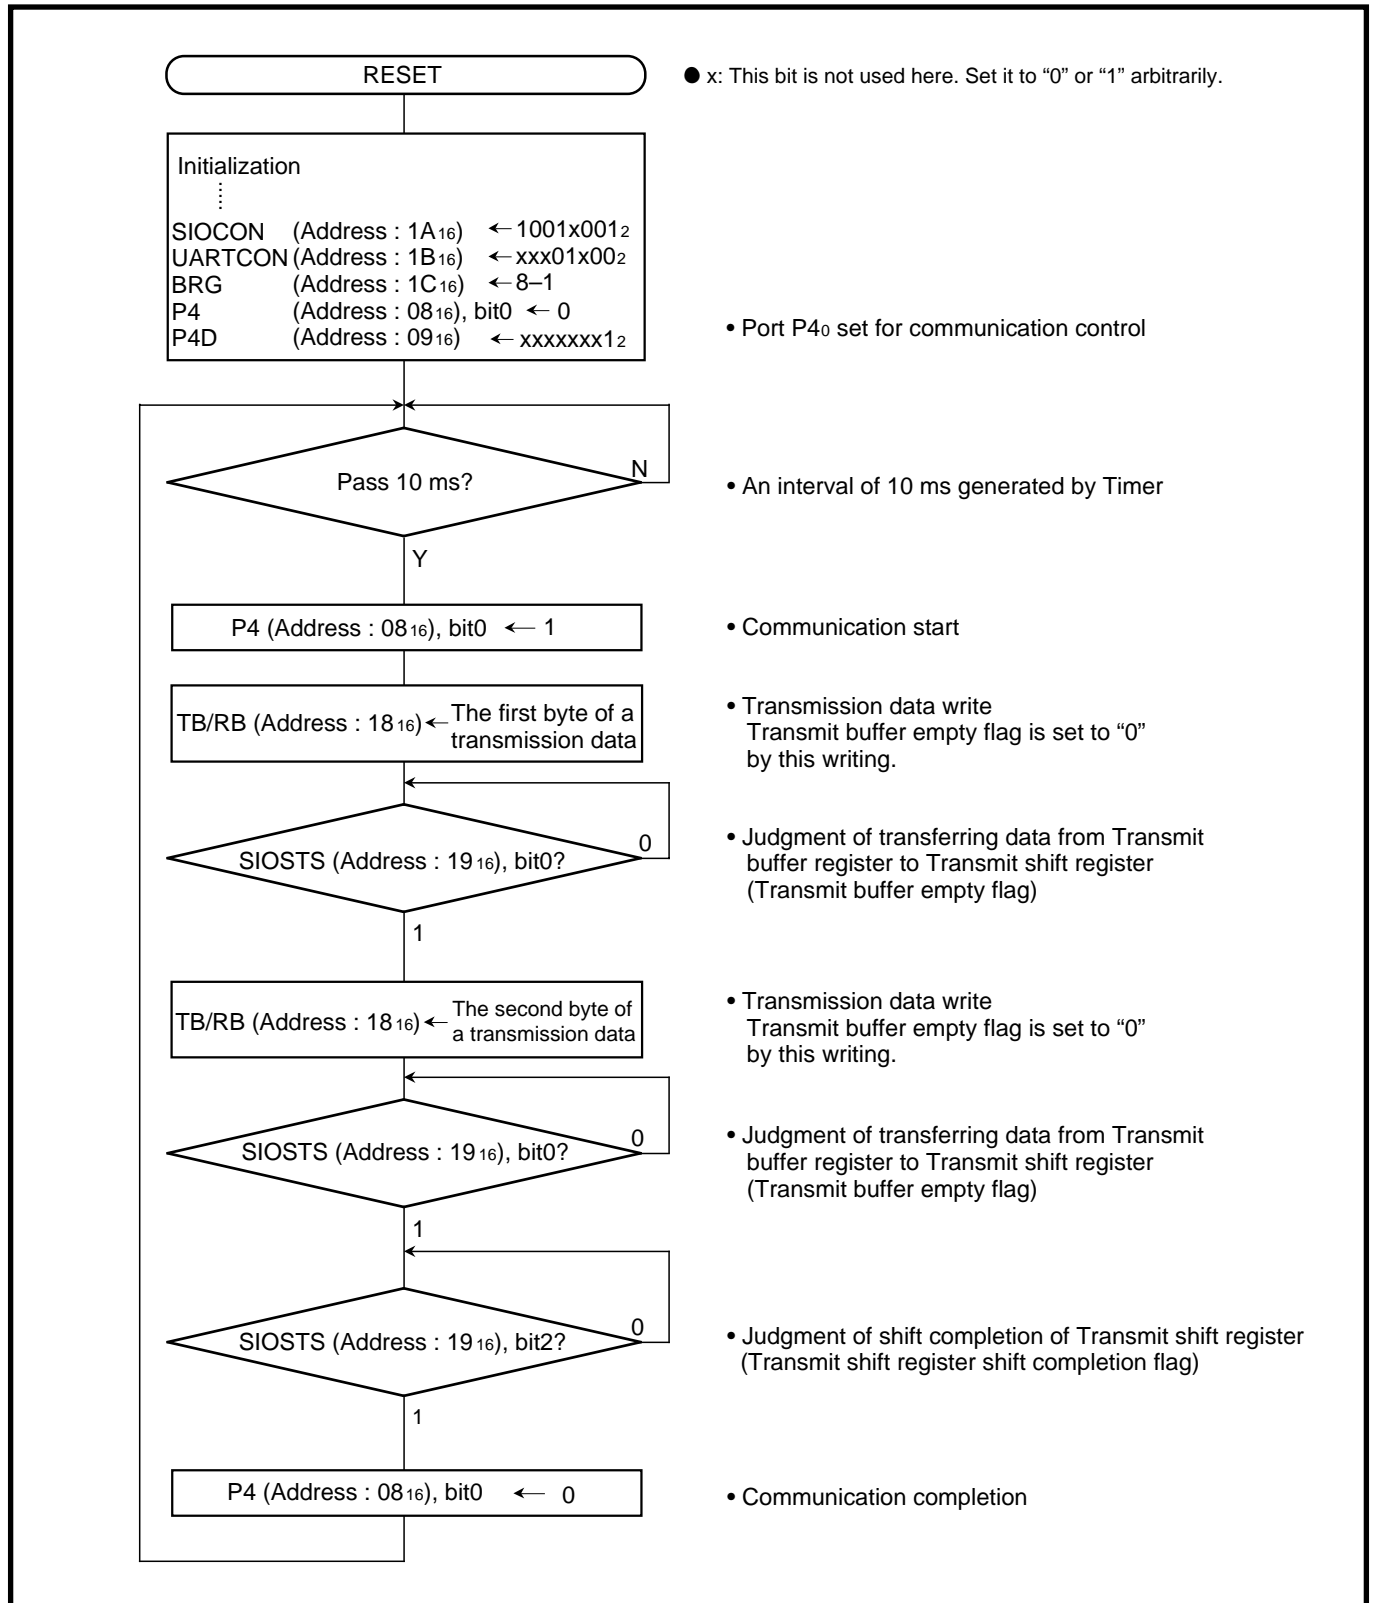 RESET
● x: This bit is not used here. Set it to “0” or “1” arbitrarily.
Initialization
SIOCON (Address : 1A16) ← 1001x0012
UARTCON (Address : 1B16) ← xxx01x002
BRG (Address : 1C16) ← 8–1
P4 (Address : 0816), bit0 ← 0
P4D (Address : 0916) ← xxxxxxx12
• Port P40 set for communication control
Pass 10 ms?
N
• An interval of 10 ms generated by Timer
Y
P4 (Address : 0816), bit0 ← 1
• Communication start
TB/RB (Address : 1816) ← The first byte of a
transmission data
• Transmission data write
Transmit buffer empty flag is set to “0”
by this writing.
SIOSTS (Address : 1916), bit0?
0
• Judgment of transferring data from Transmit
buffer register to Transmit shift register
(Transmit buffer empty flag)
1
TB/RB (Address : 1816) ← The second byte of
a transmission data
• Transmission data write
Transmit buffer empty flag is set to “0”
by this writing.
SIOSTS (Address : 1916), bit0?
0
• Judgment of transferring data from Transmit
buffer register to Transmit shift register
(Transmit buffer empty flag)
1
SIOSTS (Address : 1916), bit2?
0
• Judgment of shift completion of Transmit shift register
(Transmit shift register shift completion flag)
1
P4 (Address : 0816), bit0 ← 0
• Communication completion